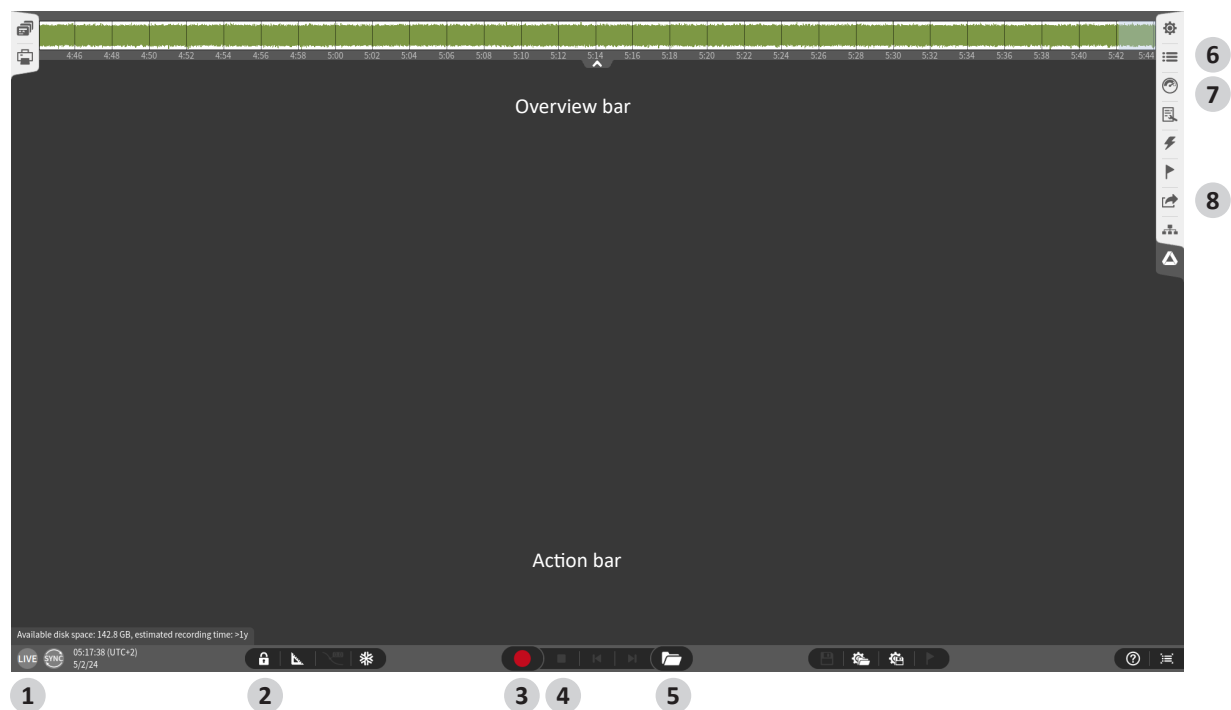 4:46 4:48 4:50 4:52 4:54 4:56 4:58 5:00 5:02 5:04 5:06 5:08 5:10 5:12 5:14 5:16 5:18 5:20 5:22 5:24 5:26 5:28 5:30 5:32 5:34 5:36 5:38 5:40 5:42 5:44
6
7
Overview bar
8
Action bar
Available disk space: 142.8 GB, estimated recording time: >1y
LIVE SYNC 05:17:38 (UTC+2)
5/2/24
1 2 3 4 5